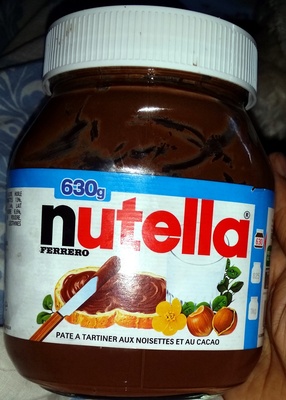 630g
nutella®
FERRERO
PATE A TARTINER AUX NOISETTES ET AU CACAO